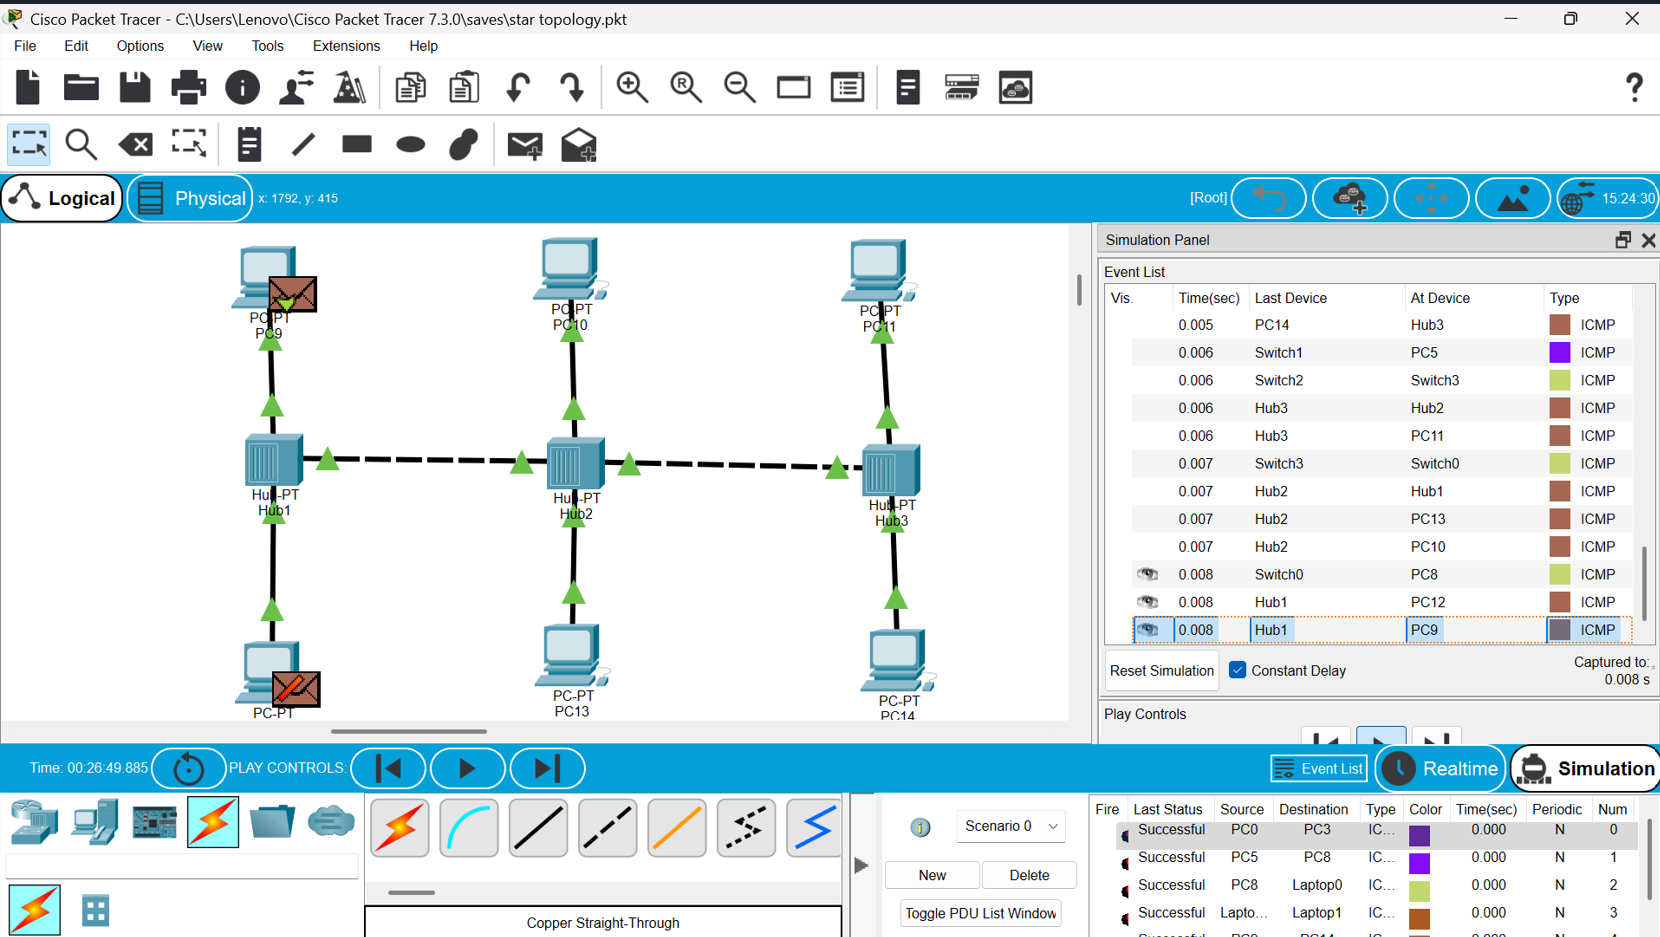 Cisco Packet Tracer - C:\Users\Lenovo\Cisco Packet Tracer 7.3.0\saves\star topology.pkt
File Edit Options View Tools Extensions Help
Logical Physical x: 1792, y: 415 [Root] 15:24:30
PC-PT
PC9
PC-PT
PC10
PC-PT
PC11
Hub-PT
Hub1
Hub-PT
Hub2
Hub-PT
Hub3
PC-PT
PC-PT
PC13
PC-PT
PC14
Simulation Panel
Event List
Vis. Time(sec) Last Device At Device Type
0.005 PC14 Hub3 ICMP
0.006 Switch1 PC5 ICMP
0.006 Switch2 Switch3 ICMP
0.006 Hub3 Hub2 ICMP
0.006 Hub3 PC11 ICMP
0.007 Switch3 Switch0 ICMP
0.007 Hub2 Hub1 ICMP
0.007 Hub2 PC13 ICMP
0.007 Hub2 PC10 ICMP
0.008 Switch0 PC8 ICMP
0.008 Hub1 PC12 ICMP
0.008 Hub1 PC9 ICMP
Reset Simulation Constant Delay Captured to:
0.008 s
Play Controls
Time: 00:26:49.885 PLAY CONTROLS: Event List Realtime Simulation
Scenario 0
New Delete
Toggle PDU List Window
Copper Straight-Through
Fire Last Status Source Destination Type Color Time(sec) Periodic Num
Successful PC0 PC3 IC... 0.000 N 0
Successful PC5 PC8 IC... 0.000 N 1
Successful PC8 Laptop0 IC... 0.000 N 2
Successful Lapto... Laptop1 IC... 0.000 N 3